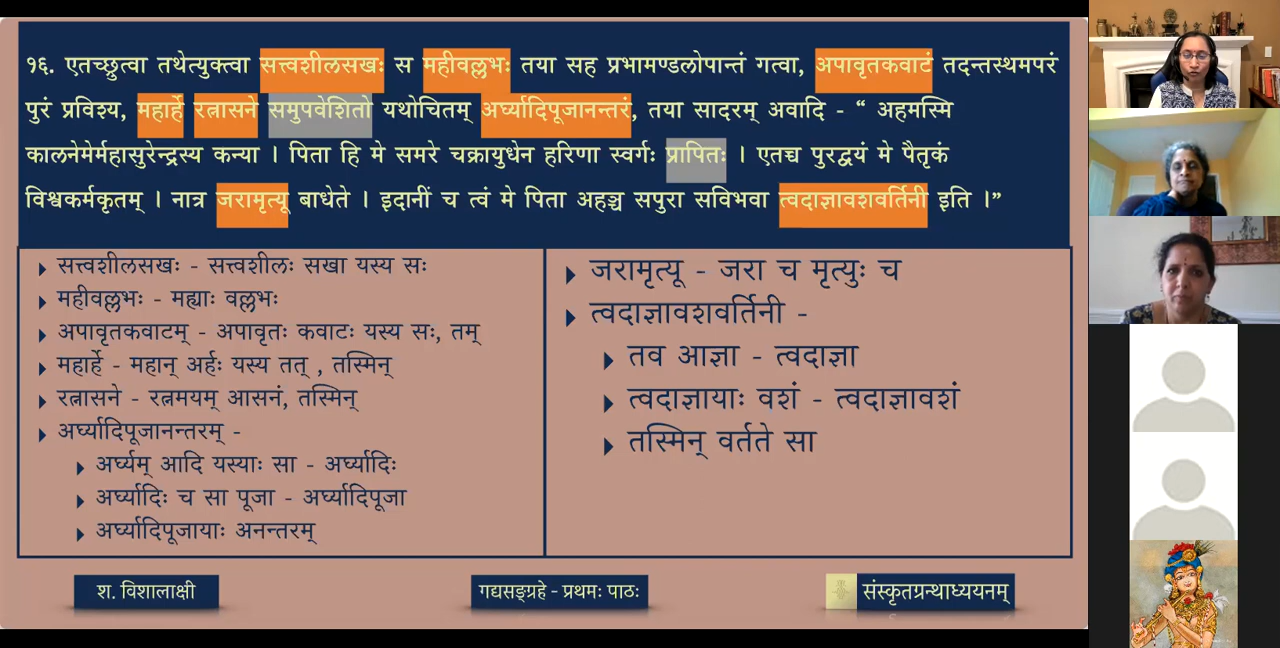 १६. एतच्छ्रुत्वा तथेत्युक्त्वा सत्त्वशीलसखः स महीवल्लभः तया सह प्रभामण्डलोपान्तं गत्वा, अपावृतकवाटं तदन्तस्थमपरं
पुरं प्रविश्य, महार्हे रत्नासने समुपवेशितो यथोचितम् अर्घ्यादिपूजानन्तरं, तया सादरम् अवादि - “ अहमस्मि
कालनेमेर्महासुरेन्द्रस्य कन्या । पिता हि मे समरे चक्रायुधेन हरिणा स्वर्गः प्रापितः । एतच्च पुरद्वयं मे पैतृकं
विश्वकर्मकृतम् । नात्र जरामृत्यू बाधेते । इदानीं च त्वं मे पिता अहञ्च सपुरा सविभवा त्वदाज्ञावशवर्तिनी इति ।”
सत्त्वशीलसखः - सत्त्वशीलः सखा यस्य सः
महीवल्लभः - मह्याः वल्लभः
अपावृतकवाटम् - अपावृतः कवाटः यस्य सः, तम्
महार्हे - महान् अर्हः यस्य तत् , तस्मिन्
रत्नासने - रत्नमयम् आसनं, तस्मिन्
अर्घ्यादिपूजानन्तरम् -
अर्घ्यम् आदि यस्याः सा - अर्घ्यादिः
अर्घ्यादिः च सा पूजा - अर्घ्यादिपूजा
अर्घ्यादिपूजायाः अनन्तरम्
जरामृत्यू - जरा च मृत्युः च
त्वदाज्ञावशवर्तिनी -
तव आज्ञा - त्वदाज्ञा
त्वदाज्ञायाः वशं - त्वदाज्ञावशं
तस्मिन् वर्तते सा
श. विशालाक्षी
गद्यसङ्ग्रहे - प्रथमः पाठः
संस्कृतग्रन्थाध्ययनम्